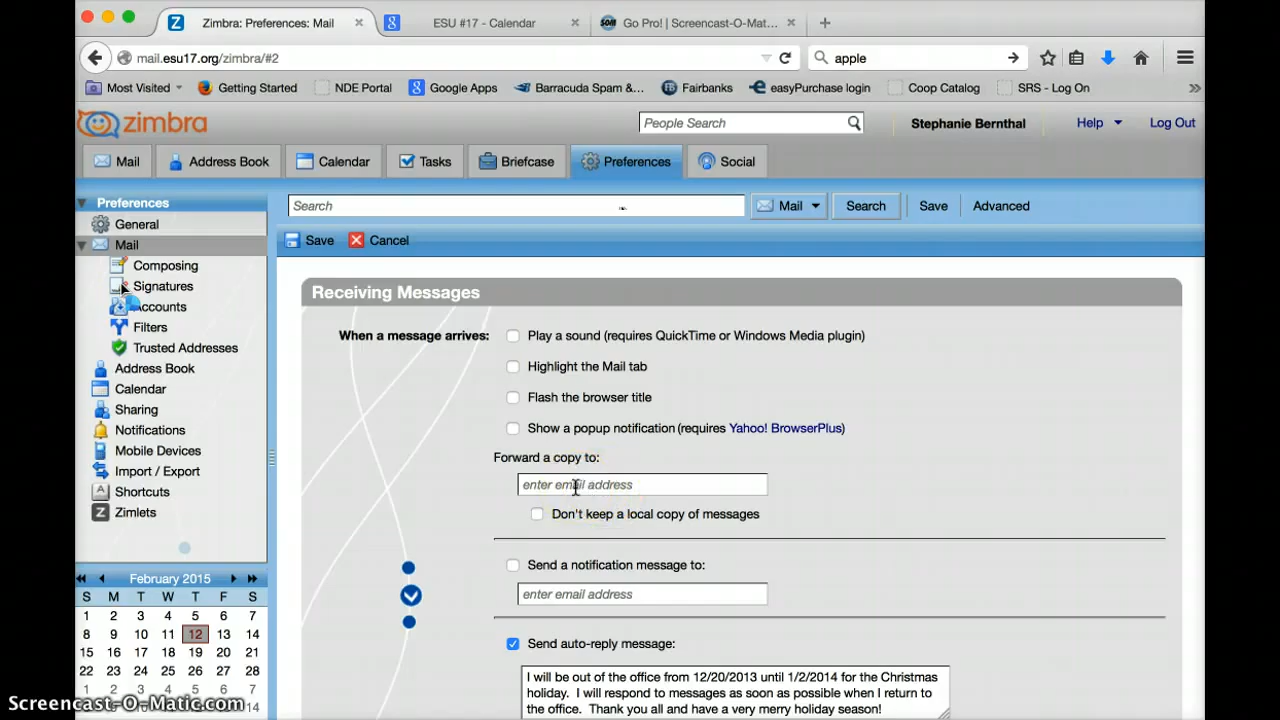 Zimbra: Preferences: Mail
ESU #17 - Calendar
Go Pro! | Screencast-O-Mat...
mail.esu17.org/zimbra/#2
apple
Most Visited
Getting Started
NDE Portal
Google Apps
Barracuda Spam &...
Fairbanks
easyPurchase login
Coop Catalog
SRS - Log On
zimbra
People Search
Stephanie Bernthal
Help
Log Out
Mail
Address Book
Calendar
Tasks
Briefcase
Preferences
Social
Preferences
Search
Mail
Search
Save
Advanced
General
Mail
Save
Cancel
Composing
Signatures
Accounts
Filters
Trusted Addresses
Address Book
Calendar
Sharing
Notifications
Mobile Devices
Import / Export
Shortcuts
Zimlets
Receiving Messages
When a message arrives:
Play a sound (requires QuickTime or Windows Media plugin)
Highlight the Mail tab
Flash the browser title
Show a popup notification (requires Yahoo! BrowserPlus)
Forward a copy to:
enter email address
Don't keep a local copy of messages
Send a notification message to:
enter email address
Send auto-reply message:
I will be out of the office from 12/20/2013 until 1/2/2014 for the Christmas
holiday. I will respond to messages as soon as possible when I return to
the office. Thank you all and have a very merry holiday season!
February 2015
S M T W T F S
1 2 3 4 5 6 7
8 9 10 11 12 13 14
15 16 17 18 19 20 21
22 23 24 25 26 27 28
1 2 3 4 5 6 7
14
Screencast-O-Matic.com